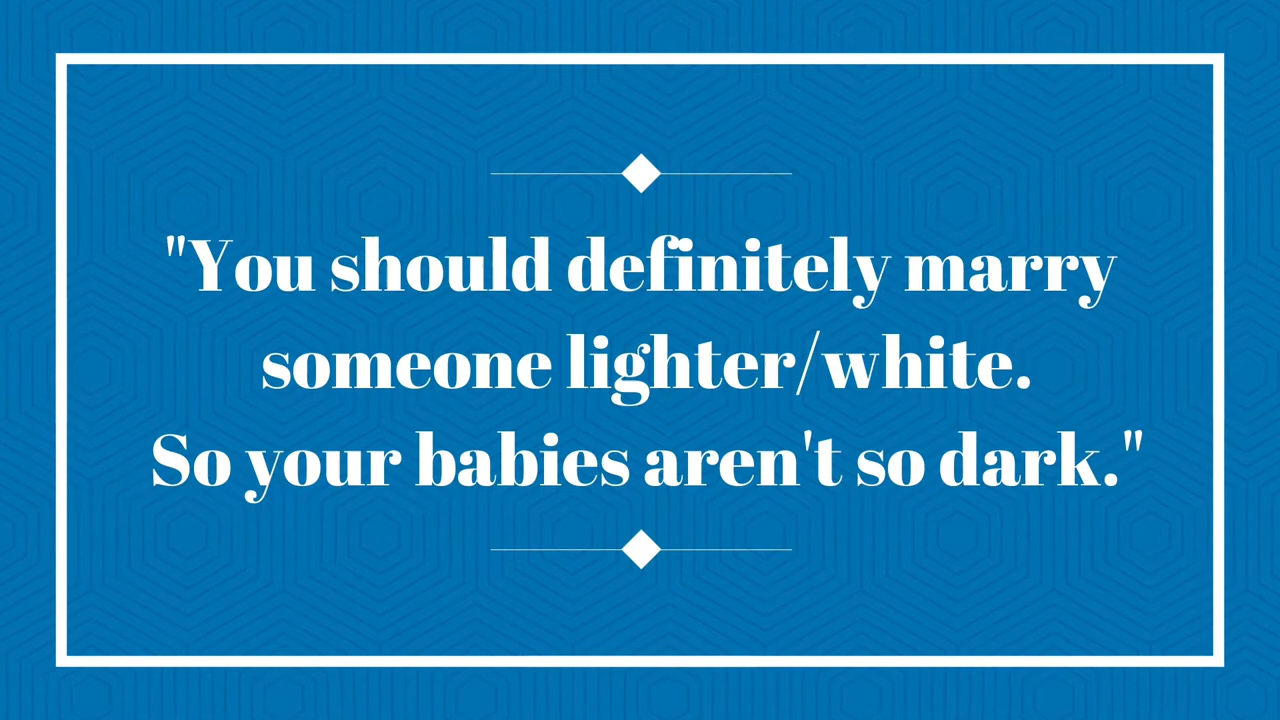 "You should definitely marry
someone lighter/white.
So your babies aren't so dark."